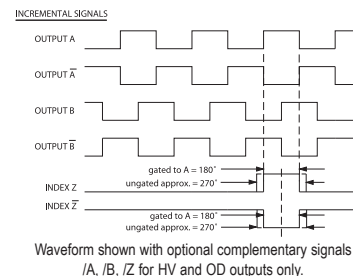 INCREMENTAL SIGNALS
OUTPUT A
OUTPUT A̅
OUTPUT B
OUTPUT B̅
gated to A = 180°
ungated approx. = 270°
INDEX Z
INDEX Z̅
gated to A = 180°
ungated approx. = 270°
Waveform shown with optional complementary signals
/A, /B, /Z for HV and OD outputs only.